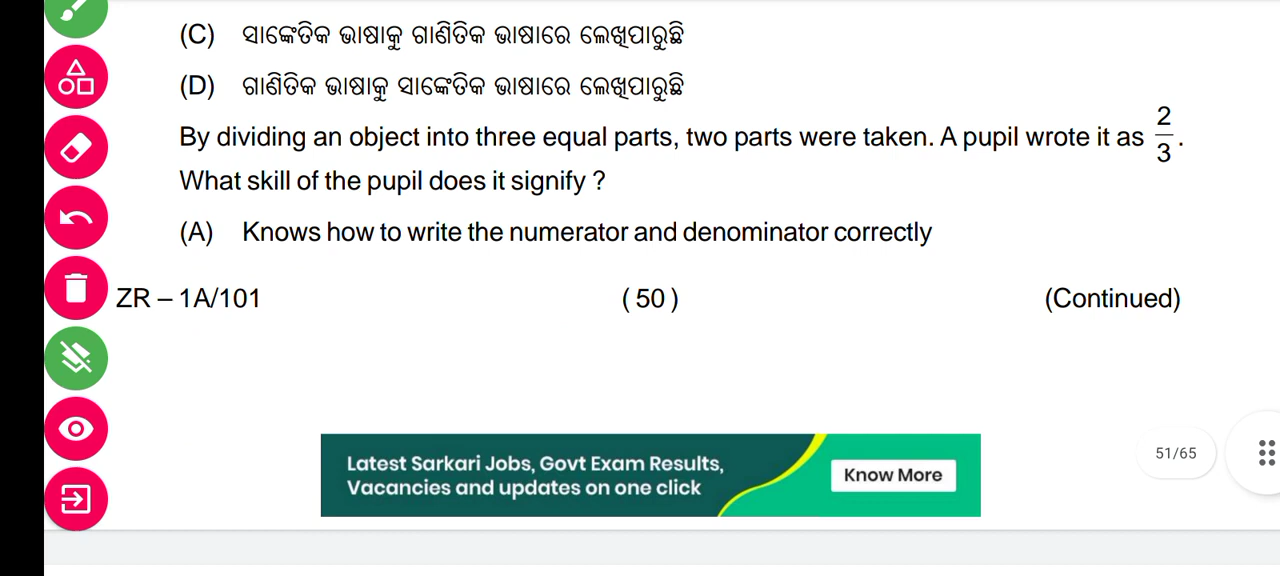 (C) ସାଙ୍କେତିକ ଭାଷାକୁ ଗାଣିତିକ ଭାଷାରେ ଲେଖିପାରୁଛି
(D) ଗାଣିତିକ ଭାଷାକୁ ସାଙ୍କେତିକ ଭାଷାରେ ଲେଖିପାରୁଛି
By dividing an object into three equal parts, two parts were taken. A pupil wrote it as 2/3.
What skill of the pupil does it signify ?
(A) Knows how to write the numerator and denominator correctly
ZR – 1A/101 ( 50 ) (Continued)
Latest Sarkari Jobs, Govt Exam Results,
Vacancies and updates on one click
Know More
51/65